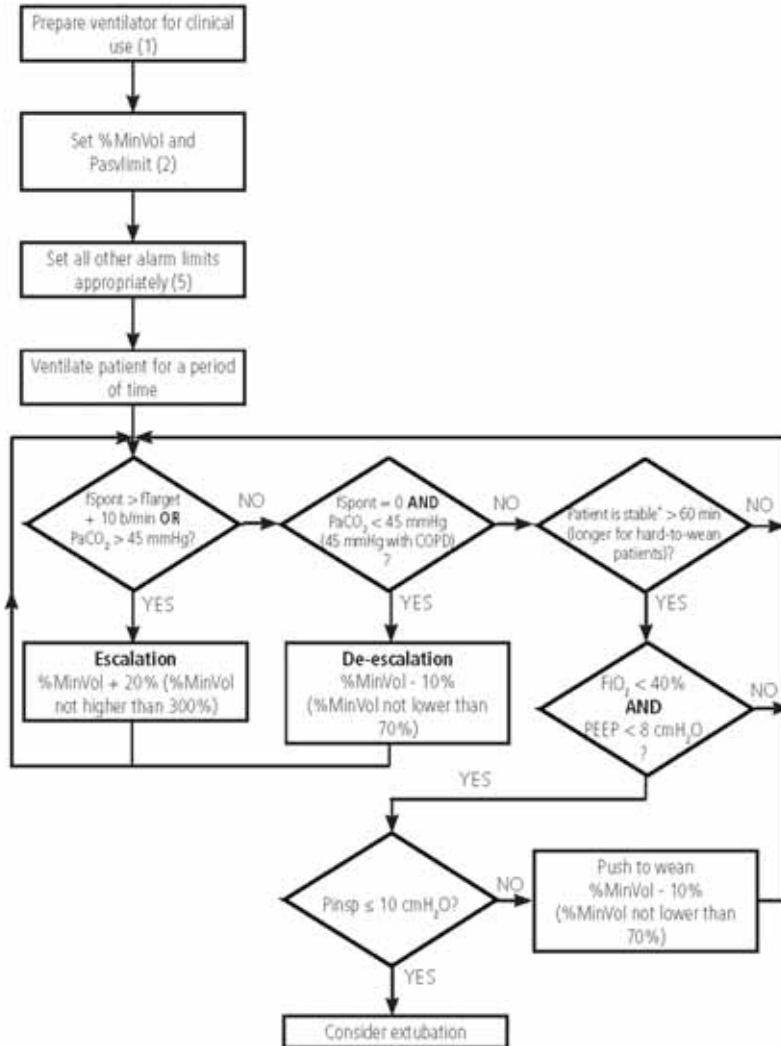 Prepare ventilator for clinical
use (1)
Set %MinVol and
Pasvlimit (2)
Set all other alarm limits
appropriately (5)
Ventilate patient for a period
of time
fSpont > fTarget
+ 10 b/min OR
PaCO₂ > 45 mmHg?
NO
YES
fSpont = 0 AND
PaCO₂ < 45 mmHg
(45 mmHg with COPD)
?
NO
YES
Patient is stable* > 60 min
(longer for hard-to-wean
patients)?
NO
YES
Escalation
%MinVol + 20% (%MinVol
not higher than 300%)
De-escalation
%MinVol - 10%
(%MinVol not lower than
70%)
FiO₂ < 40%
AND
PEEP < 8 cmH₂O
?
NO
YES
Pinsp ≤ 10 cmH₂O?
NO
YES
Push to wean
%MinVol - 10%
(%MinVol not lower than
70%)
Consider extubation